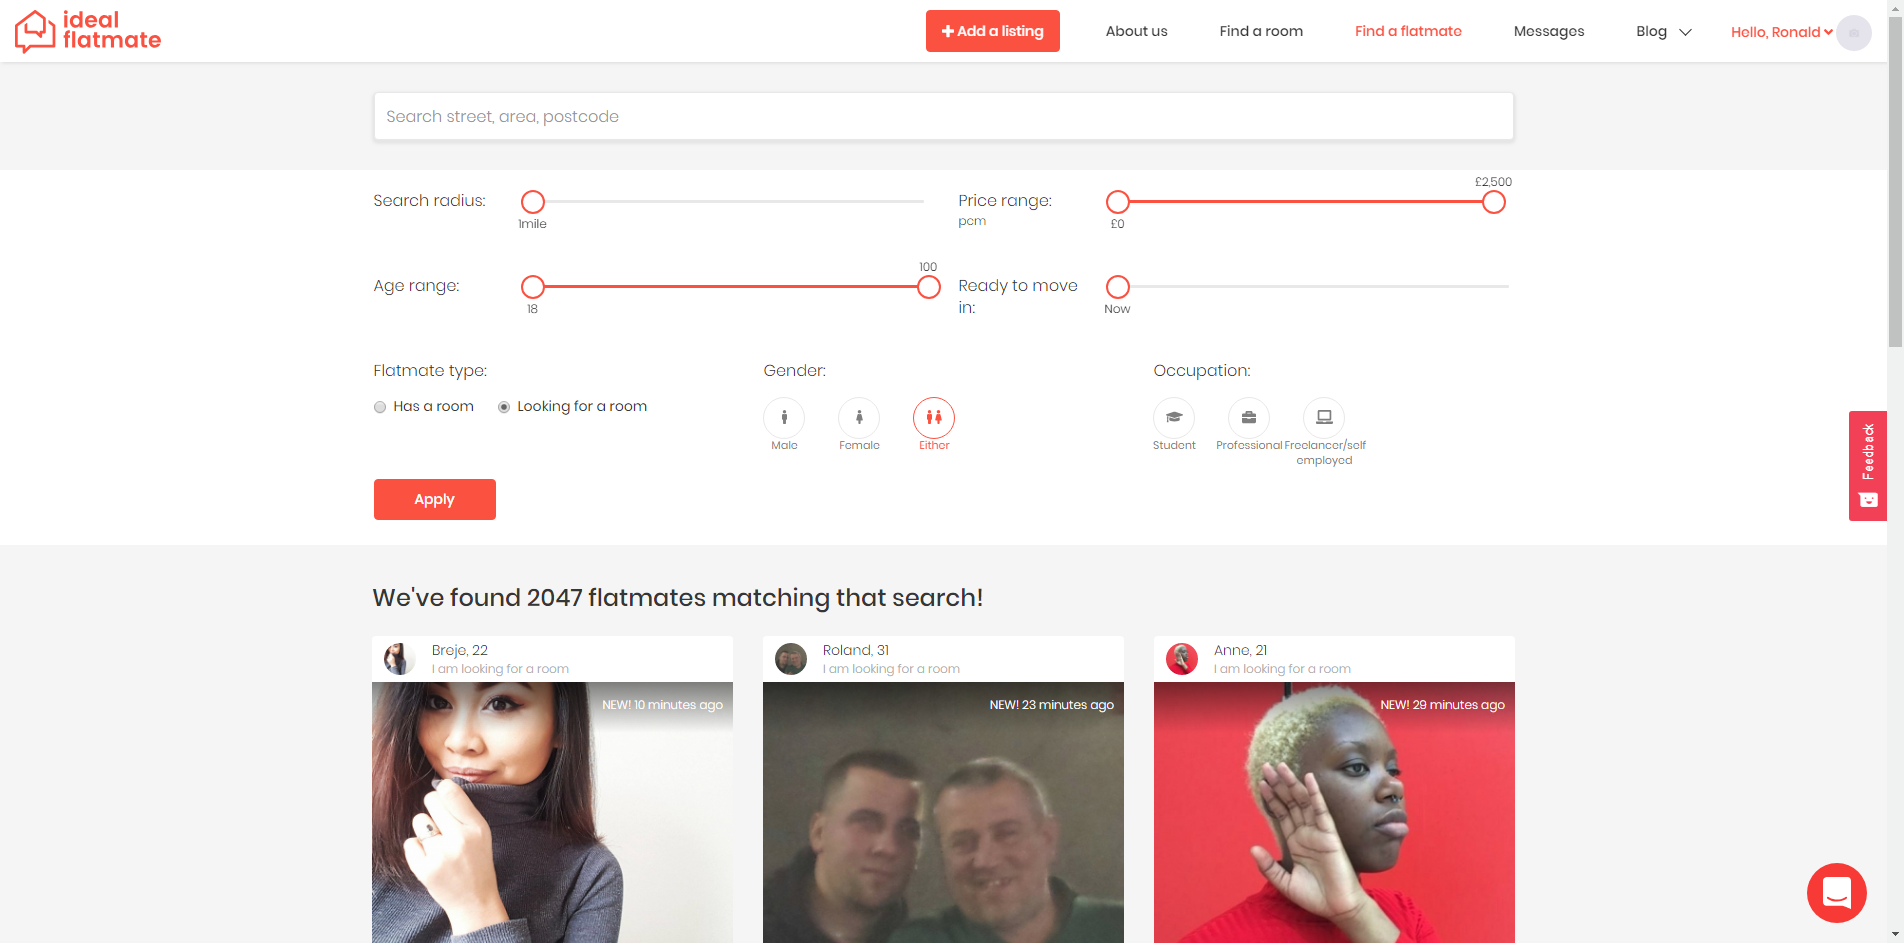 ideal
flatmate
Add a listing
About us
Find a room
Find a flatmate
Messages
Blog
Hello, Ronald
Search street, area, postcode
Search radius:
1mile
Price range:
pcm
£2,500
£0
Age range:
100
18
Ready to move
in:
Now
Flatmate type:
Has a room
Looking for a room
Gender:
Male
Female
Either
Occupation:
Student
Professional
Freelancer/self
employed
Apply
Feedback
We've found 2047 flatmates matching that search!
Breje, 22
I am looking for a room
NEW! 10 minutes ago
Roland, 31
I am looking for a room
NEW! 23 minutes ago
Anne, 21
I am looking for a room
NEW! 29 minutes ago